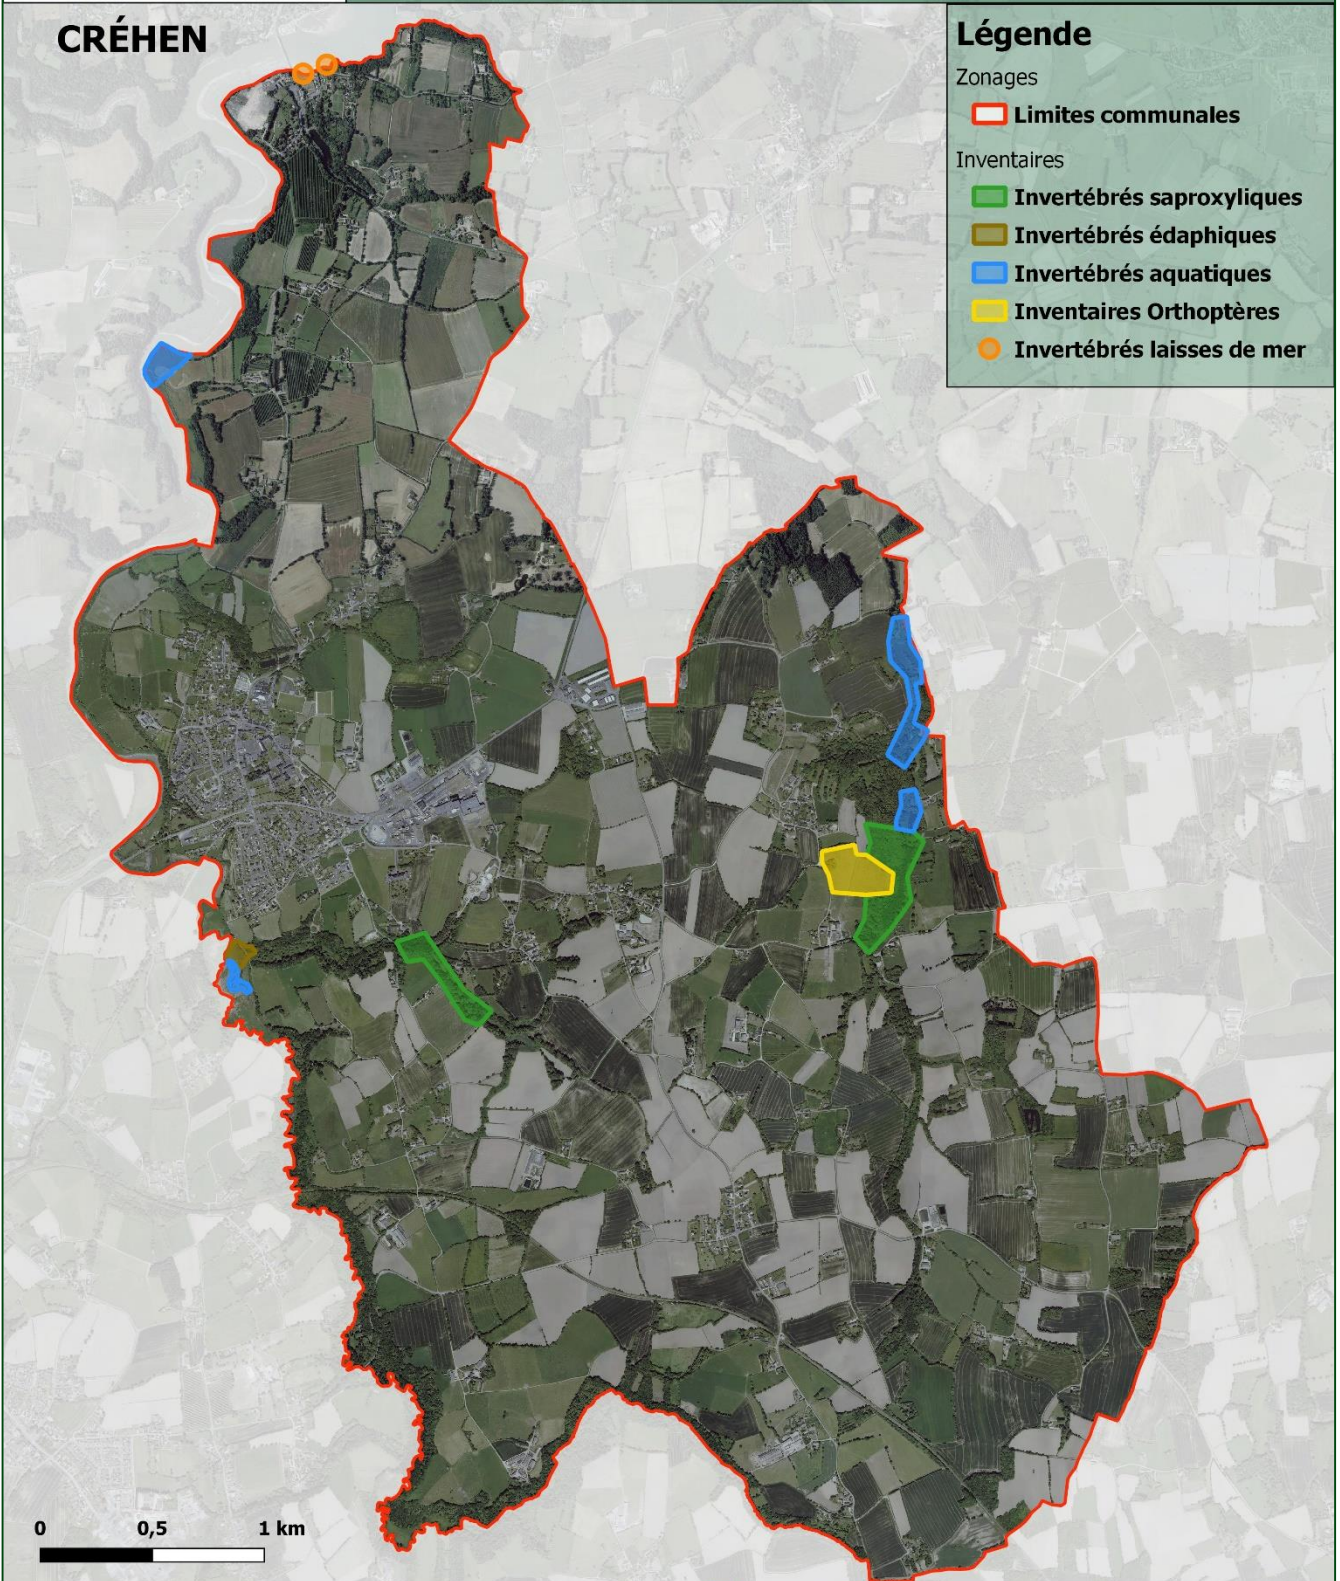 CRÉHEN
Légende
Zonages
Limites communales
Inventaires
Invertébrés saproxyliques
Invertébrés édaphiques
Invertébrés aquatiques
Inventaires Orthoptères
Invertébrés laisses de mer
0 0,5 1 km